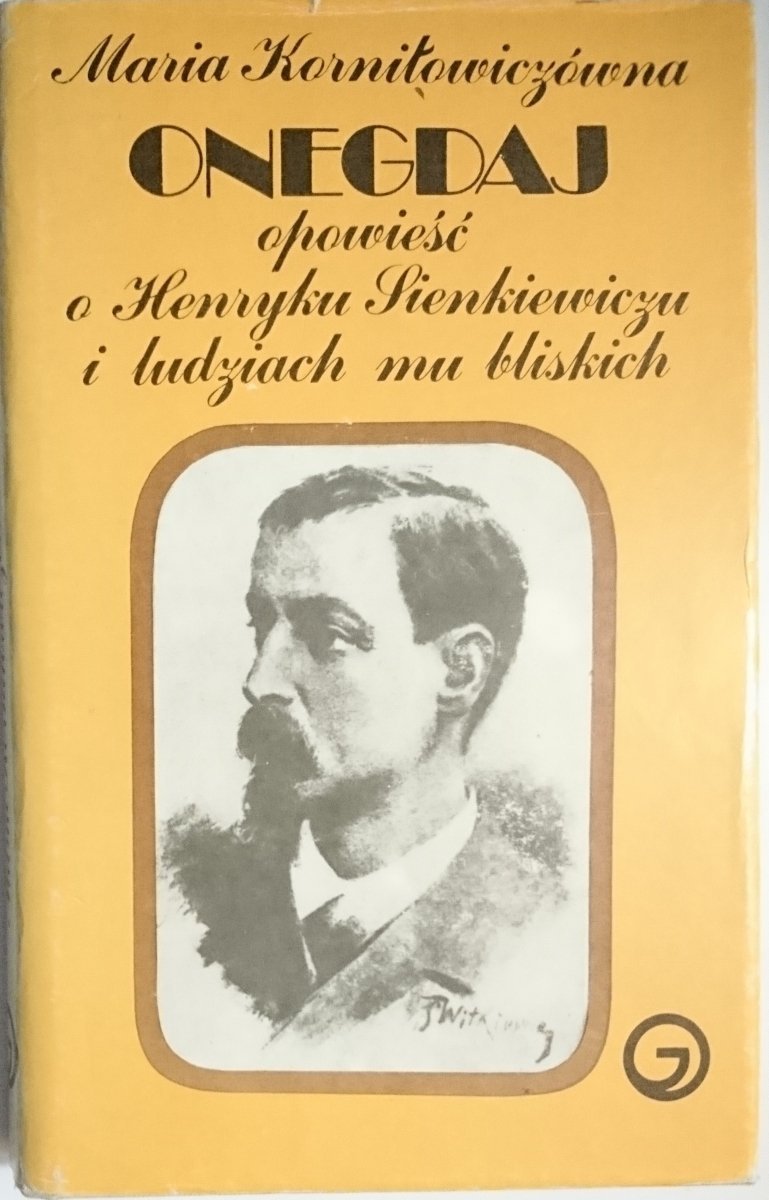 Maria Korniłowiczówna
ONEGDAJ
opowieść
o Henryku Sienkiewiczu
i ludziach mu bliskich